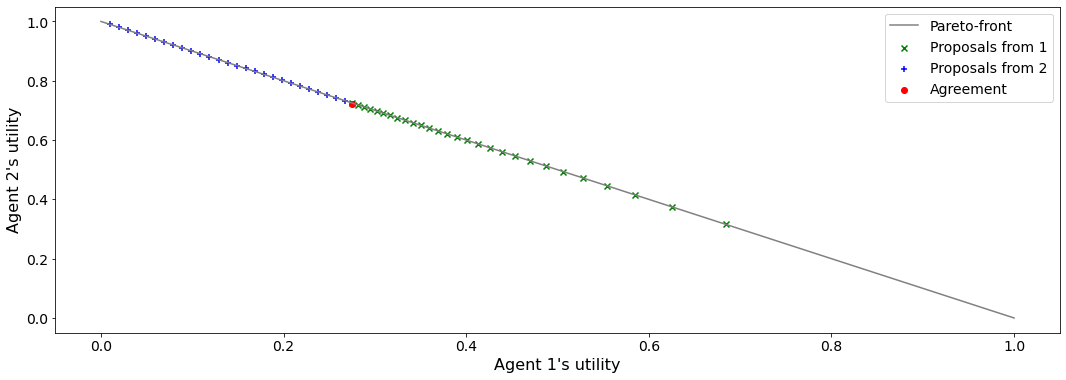 1.0
0.8
0.6
0.4
0.2
0.0
Agent 2's utility
Pareto-front
Proposals from 1
Proposals from 2
Agreement
0.0 0.2 0.4 0.6 0.8 1.0
Agent 1's utility